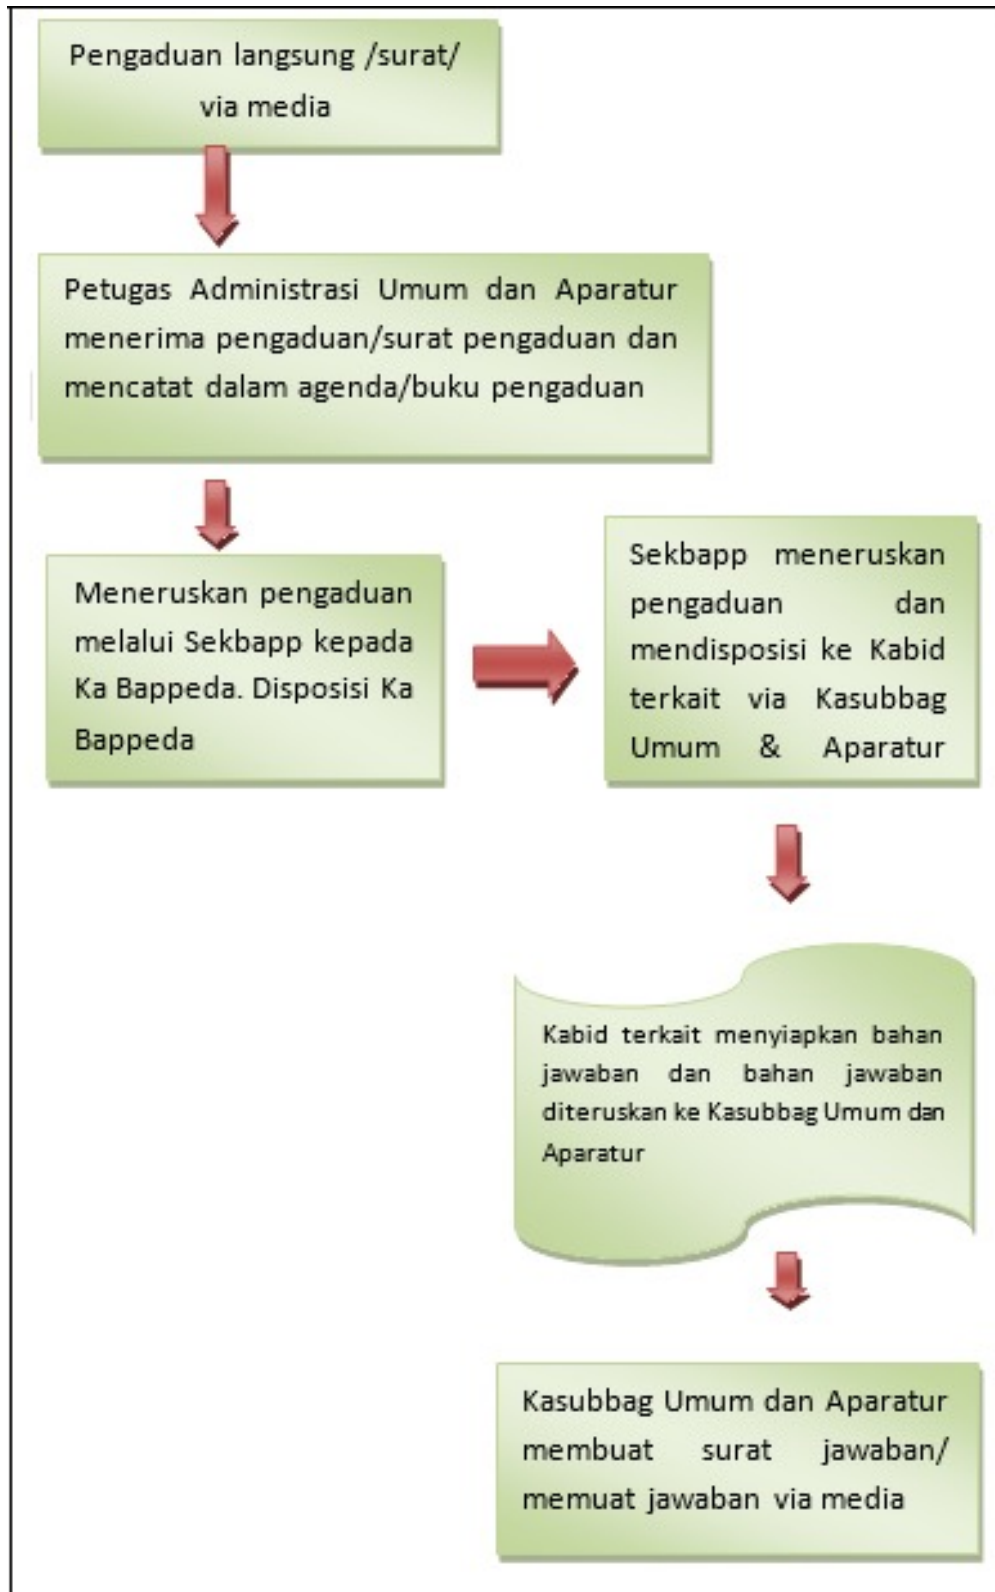 Pengaduan langsung /surat/
via media
Petugas Administrasi Umum dan Aparatur
menerima pengaduan/surat pengaduan dan
mencatat dalam agenda/buku pengaduan
Meneruskan pengaduan
melalui Sekbapp kepada
Ka Bappeda. Disposisi Ka
Bappeda
Sekbapp meneruskan
pengaduan dan
mendisposisi ke Kabid
terkait via Kasubbag
Umum & Aparatur
Kabid terkait menyiapkan bahan
jawaban dan bahan jawaban
diteruskan ke Kasubbag Umum dan
Aparatur
Kasubbag Umum dan Aparatur
membuat surat jawaban/
memuat jawaban via media